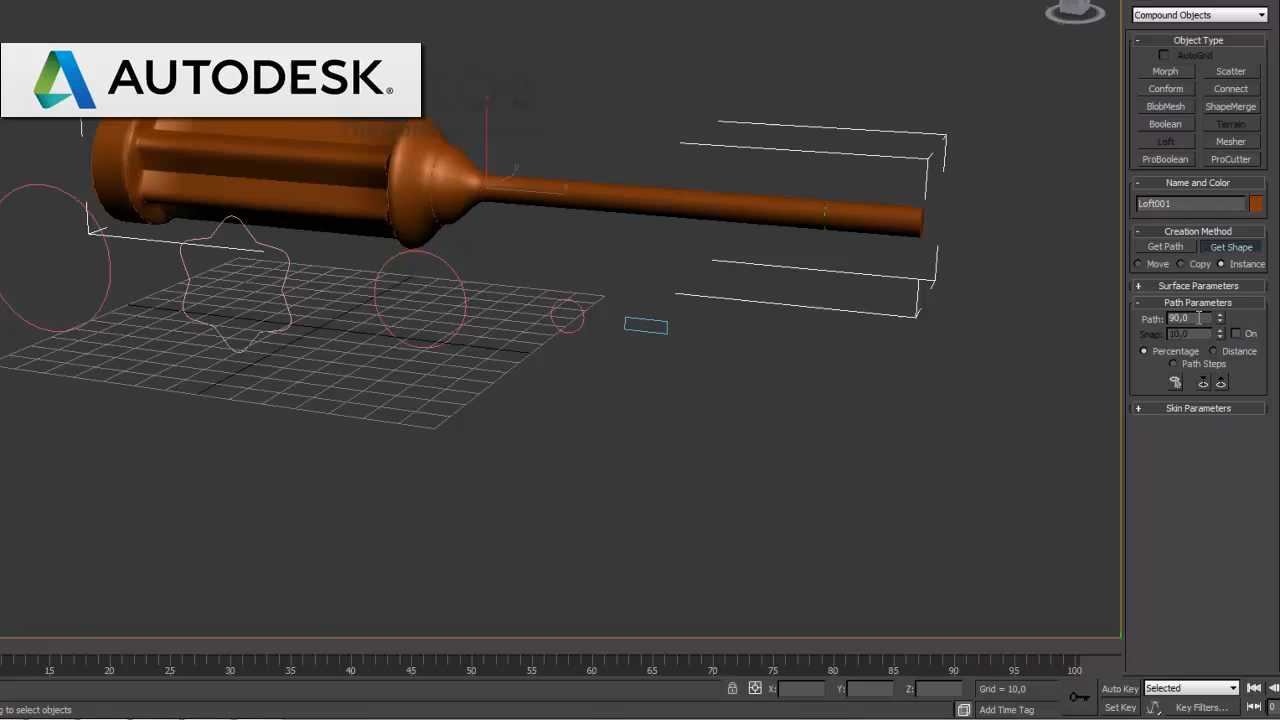 Compound Objects
Object Type
AutoGrid
Morph Scatter
Conform Connect
BlobMesh ShapeMerge
Boolean Terrain
Loft Mesher
ProBoolean ProCutter
Name and Color
Loft001
Creation Method
Get Path Get Shape
Move Copy Instance
Surface Parameters
Path Parameters
Path: 90,0
Snap: 10,0 On
Percentage Distance
Path Steps
Skin Parameters
AUTODESK®
15 20 25 30 35 40 45 50 55 60 65 70 75 80 85 90 95 100
X: Y: Z: Grid = 10,0 Auto Key Selected
g to select objects Add Time Tag Set Key Key Filters... 0